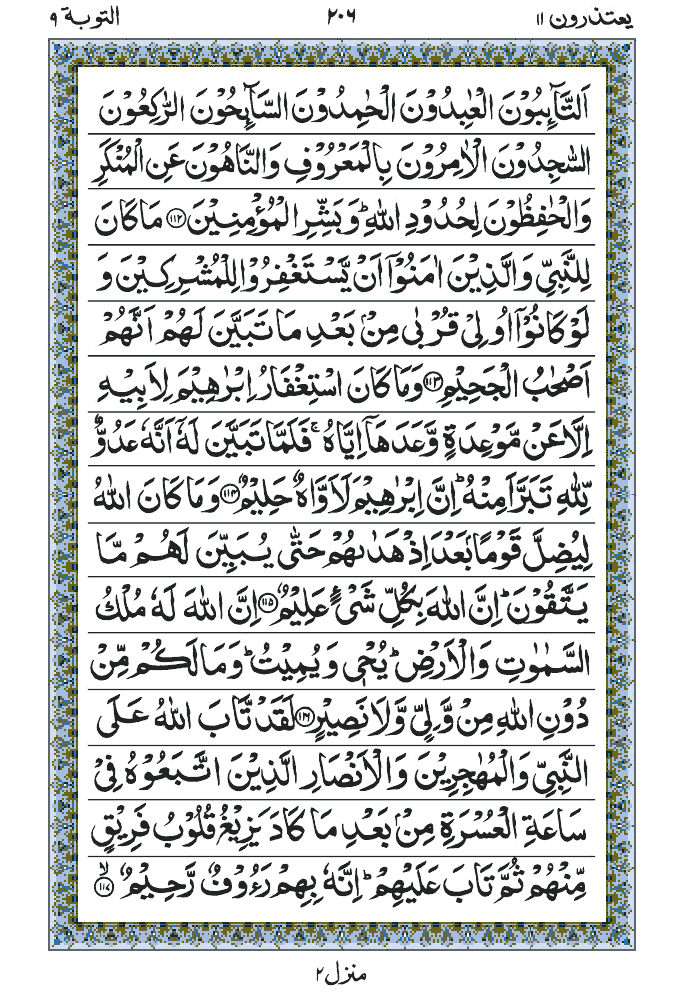 يعتذرون ١١ ٢٠٦ التوبة ٩
اَلتَّآئِبُوْنَ الْعٰبِدُوْنَ الْحٰمِدُوْنَ السَّآئِحُوْنَ الرّٰكِعُوْنَ
السّٰجِدُوْنَ الْاٰمِرُوْنَ بِالْمَعْرُوْفِ وَالنَّاهُوْنَ عَنِ الْمُنْكَرِ
وَالْحٰفِظُوْنَ لِحُدُوْدِ اللّٰهِ ؕ وَبَشِّرِ الْمُؤْمِنِيْنَ ﴿۱۱۲﴾ مَا كَانَ
لِلنَّبِيِّ وَالَّذِيْنَ اٰمَنُوْۤا اَنْ يَّسْتَغْفِرُوْا لِلْمُشْرِكِيْنَ وَ
لَوْ كَانُوْۤا اُولِيْ قُرْبٰى مِنْۢ بَعْدِ مَا تَبَيَّنَ لَهُمْ اَنَّهُمْ
اَصْحٰبُ الْجَحِيْمِ ﴿۱۱۳﴾ وَمَا كَانَ اسْتِغْفَارُ اِبْرٰهِيْمَ لِاَبِيْهِ
اِلَّا عَنْ مَّوْعِدَةٍ وَّعَدَهَاۤ اِيَّاهُ ۚ فَلَمَّا تَبَيَّنَ لَهٗۤ اَنَّهٗ عَدُوٌّ
لِّلّٰهِ تَبَرَّاَ مِنْهُ ؕ اِنَّ اِبْرٰهِيْمَ لَاَوَّاهٌ حَلِيْمٌ ﴿۱۱۴﴾ وَمَا كَانَ اللّٰهُ
لِيُضِلَّ قَوْمًۢا بَعْدَ اِذْ هَدٰىهُمْ حَتّٰى يُبَيِّنَ لَهُمْ مَّا
يَتَّقُوْنَ ؕ اِنَّ اللّٰهَ بِكُلِّ شَيْءٍ عَلِيْمٌ ﴿۱۱۵﴾ اِنَّ اللّٰهَ لَهٗ مُلْكُ
السَّمٰوٰتِ وَالْاَرْضِ ؕ يُحْيٖ وَيُمِيْتُ ؕ وَمَا لَكُمْ مِّنْ
دُوْنِ اللّٰهِ مِنْ وَّلِيٍّ وَّلَا نَصِيْرٍ ﴿۱۱۶﴾ لَقَدْ تَّابَ اللّٰهُ عَلَى
النَّبِيِّ وَالْمُهٰجِرِيْنَ وَالْاَنْصَارِ الَّذِيْنَ اتَّبَعُوْهُ فِيْ
سَاعَةِ الْعُسْرَةِ مِنْۢ بَعْدِ مَا كَادَ يَزِيْغُ قُلُوْبُ فَرِيْقٍ
مِّنْهُمْ ثُمَّ تَابَ عَلَيْهِمْ ؕ اِنَّهٗ بِهِمْ رَءُوْفٌ رَّحِيْمٌ ۙ﴿۱۱۷﴾
منزل ٢